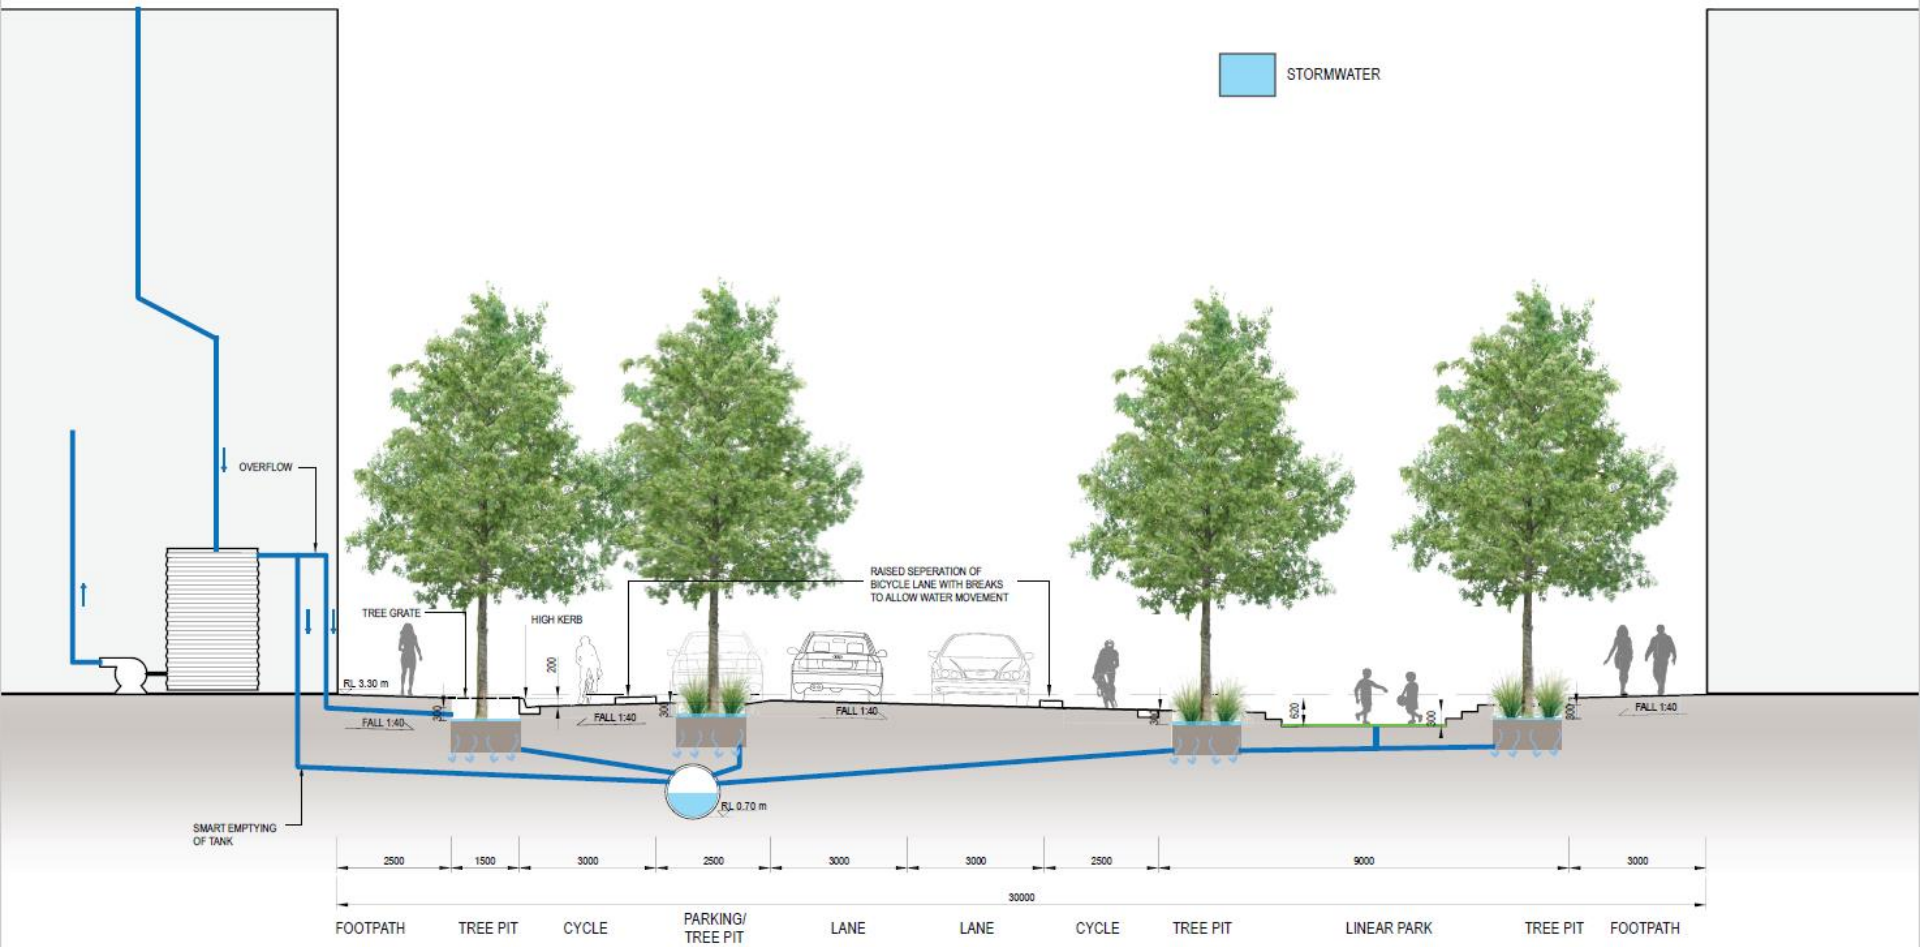 STORMWATER
OVERFLOW
RAISED SEPERATION OF
BICYCLE LANE WITH BREAKS
TO ALLOW WATER MOVEMENT
TREE GRATE
HIGH KERB
200
RL 3.30 m
300
FALL 1:40
FALL 1:40
300
FALL 1:40
300
620
300
300
FALL 1:40
RL 0.70 m
SMART EMPTYING
OF TANK
2500 1500 3000 2500 3000 3000 2500 9000 3000
30000
FOOTPATH TREE PIT CYCLE PARKING/
TREE PIT LANE LANE CYCLE TREE PIT LINEAR PARK TREE PIT FOOTPATH